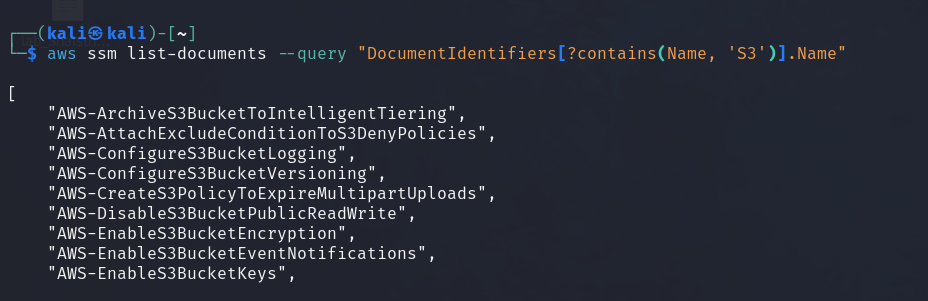 ┌──(kali㉿kali)-[~]
└─$ aws ssm list-documents --query "DocumentIdentifiers[?contains(Name, 'S3')].Name"
[
    "AWS-ArchiveS3BucketToIntelligentTiering",
    "AWS-AttachExcludeConditionToS3DenyPolicies",
    "AWS-ConfigureS3BucketLogging",
    "AWS-ConfigureS3BucketVersioning",
    "AWS-CreateS3PolicyToExpireMultipartUploads",
    "AWS-DisableS3BucketPublicReadWrite",
    "AWS-EnableS3BucketEncryption",
    "AWS-EnableS3BucketEventNotifications",
    "AWS-EnableS3BucketKeys",